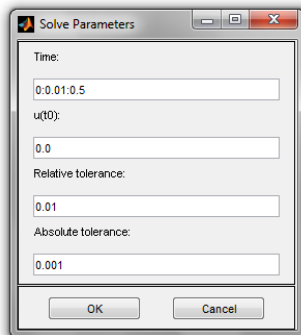 Solve Parameters
Time:
0:0.01:0.5
u(t0):
0.0
Relative tolerance:
0.01
Absolute tolerance:
0.001
OK
Cancel